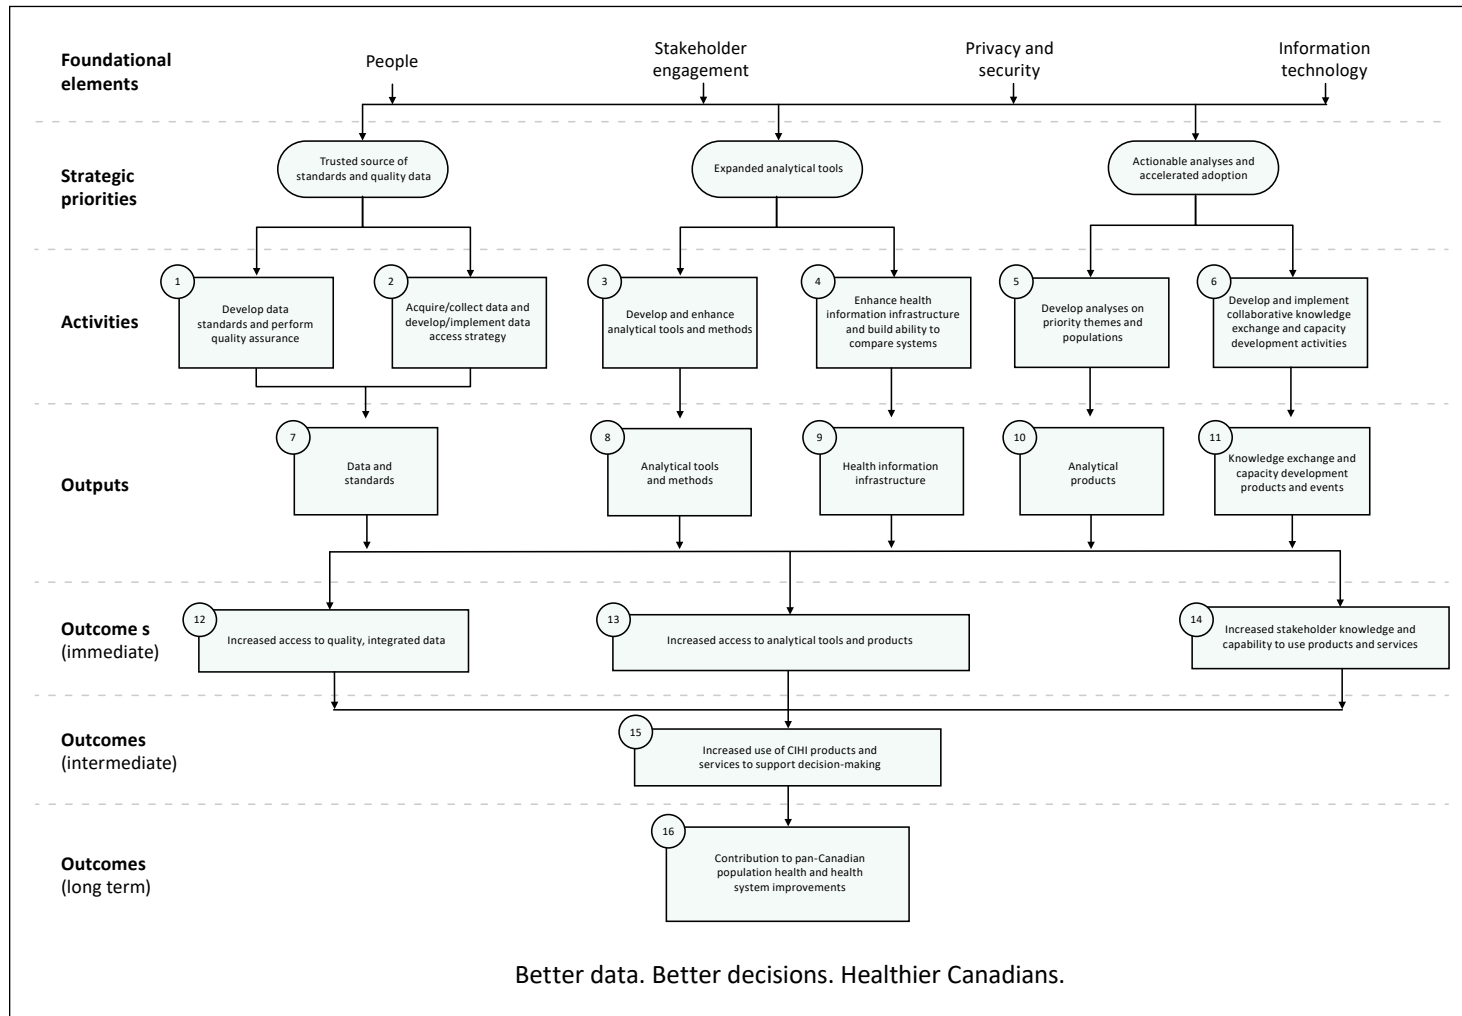 Foundational
elements
People
Stakeholder
engagement
Privacy and
security
Information
technology
Strategic
priorities
Trusted source of
standards and quality data
Expanded analytical tools
Actionable analyses and
accelerated adoption
Activities
1
Develop data
standards and perform
quality assurance
2
Acquire/collect data and
develop/implement data
access strategy
3
Develop and enhance
analytical tools and methods
4
Enhance health
information infrastructure
and build ability to
compare systems
5
Develop analyses on
priority themes and
populations
6
Develop and implement
collaborative knowledge
exchange and capacity
development activities
Outputs
7
Data and
standards
8
Analytical tools
and methods
9
Health information
infrastructure
10
Analytical
products
11
Knowledge exchange and
capacity development
products and events
Outcome s
(immediate)
12
Increased access to quality, integrated data
13
Increased access to analytical tools and products
14
Increased stakeholder knowledge and
capability to use products and services
Outcomes
(intermediate)
15
Increased use of CIHI products and
services to support decision-making
Outcomes
(long term)
16
Contribution to pan-Canadian
population health and health
system improvements
Better data. Better decisions. Healthier Canadians.